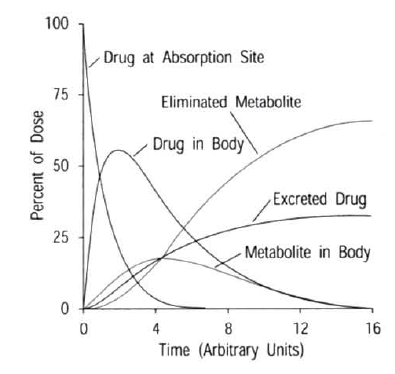 100
75
50
25
0
Percent of Dose
Drug at Absorption Site
Eliminated Metabolite
Drug in Body
Excreted Drug
Metabolite in Body
0 4 8 12 16
Time (Arbitrary Units)